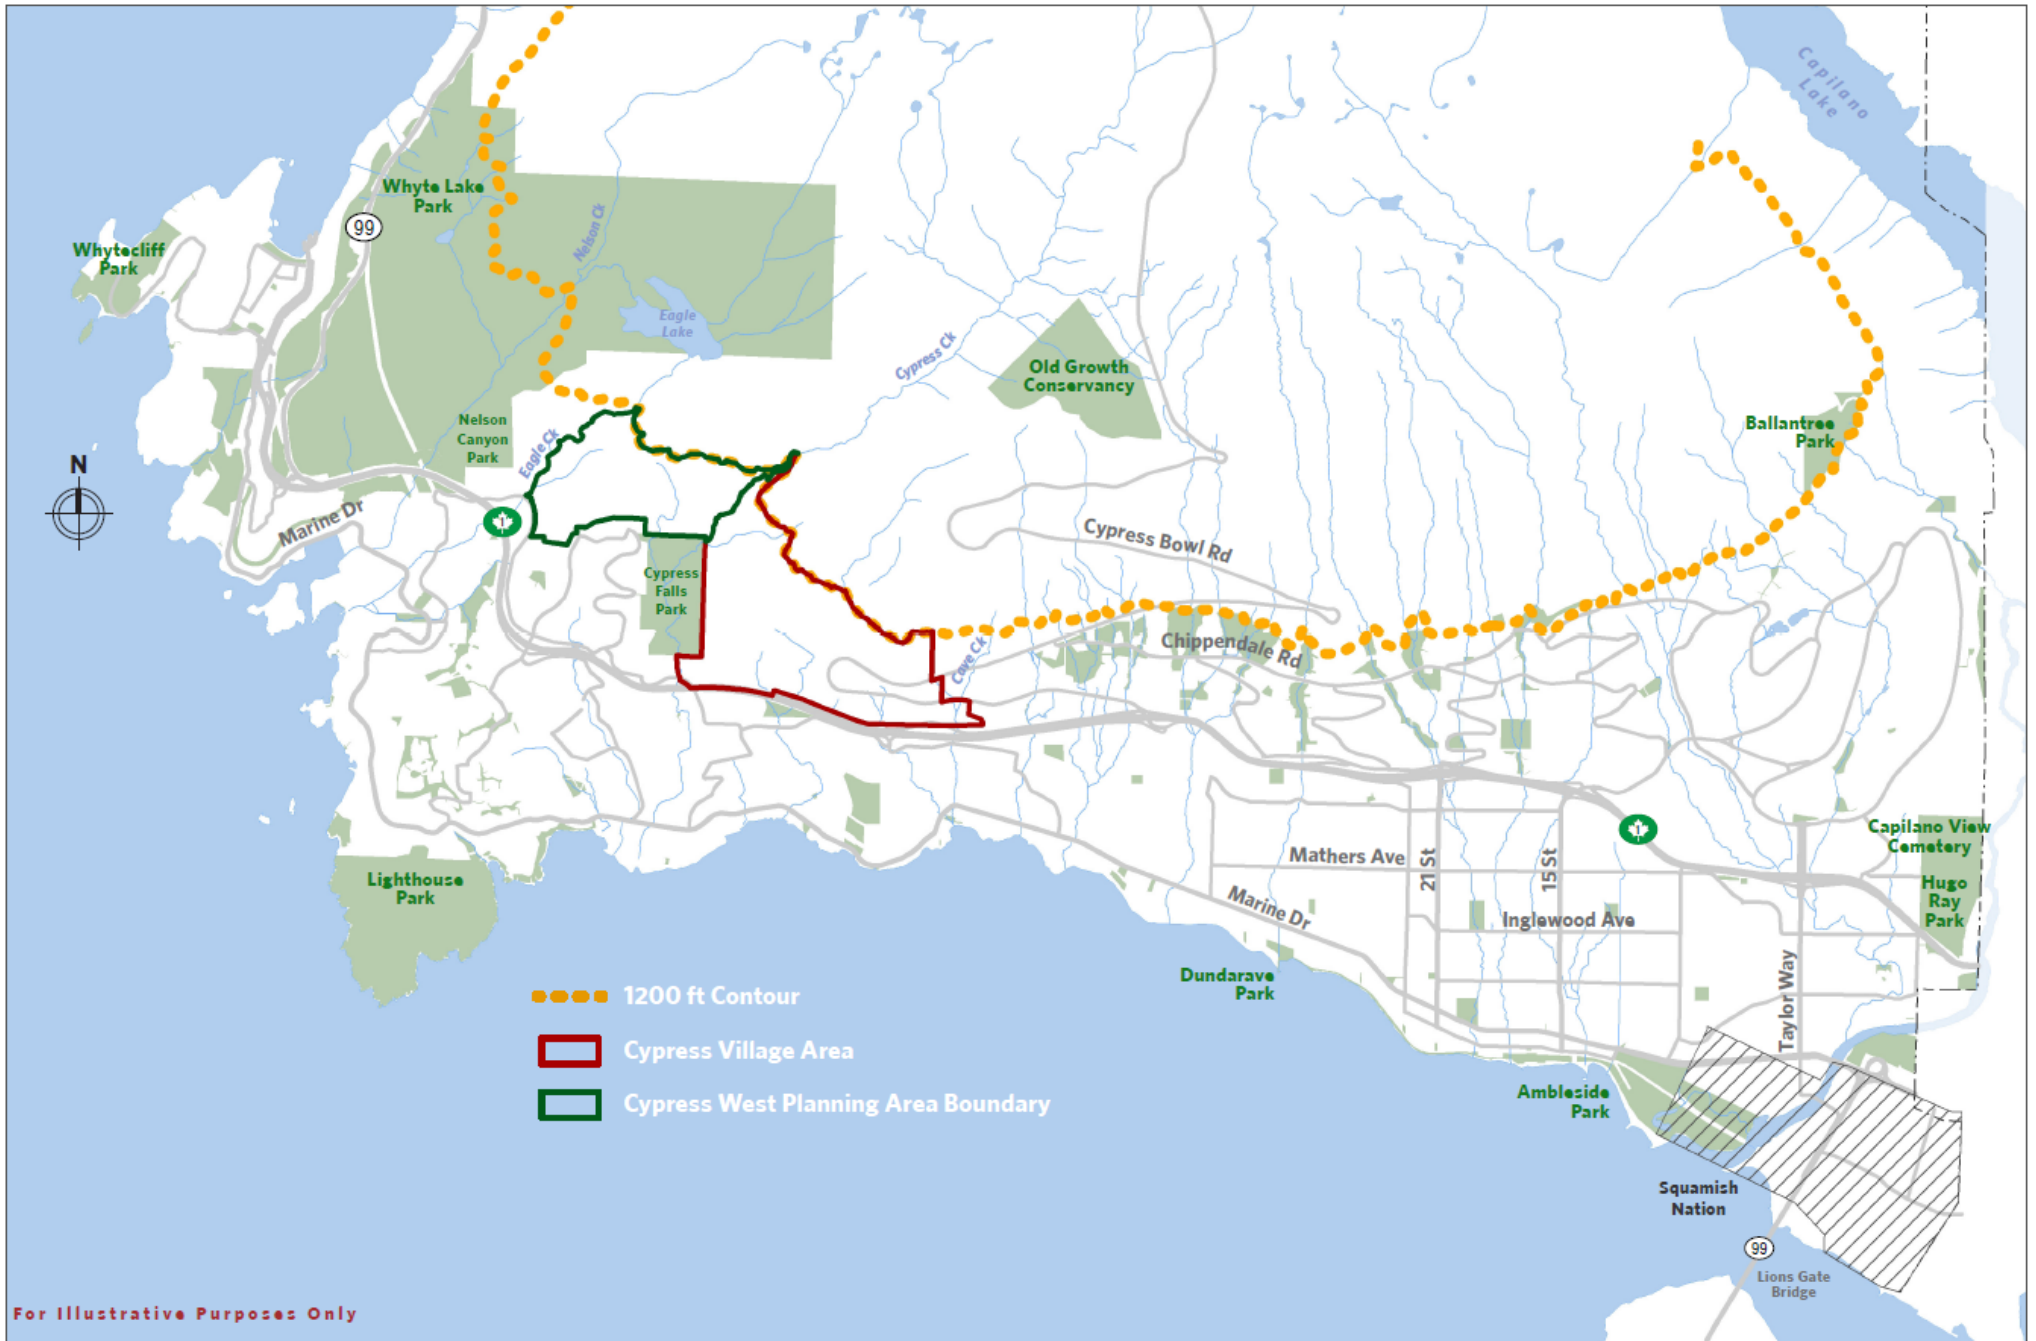 Capilano
Lake
Whyte Lake
Park
99
Nelson Ck
Whytecliff
Park
Eagle
Lake
Cypress Ck
Old Growth
Conservancy
Nelson
Canyon
Park
Eagle Ck
Ballantree
Park
N
Marine Dr
1
Cypress Bowl Rd
Cypress
Falls
Park
Cave Ck
Chippendale Rd
1
Capilano View
Cemetery
Mathers Ave
21 St
15 St
Lighthouse
Park
Hugo
Ray
Park
Marine Dr
Inglewood Ave
Dundarave
Park
Taylor Way
1200 ft Contour
Cypress Village Area
Cypress West Planning Area Boundary
Ambleside
Park
Squamish
Nation
99
Lions Gate
Bridge
For Illustrative Purposes Only